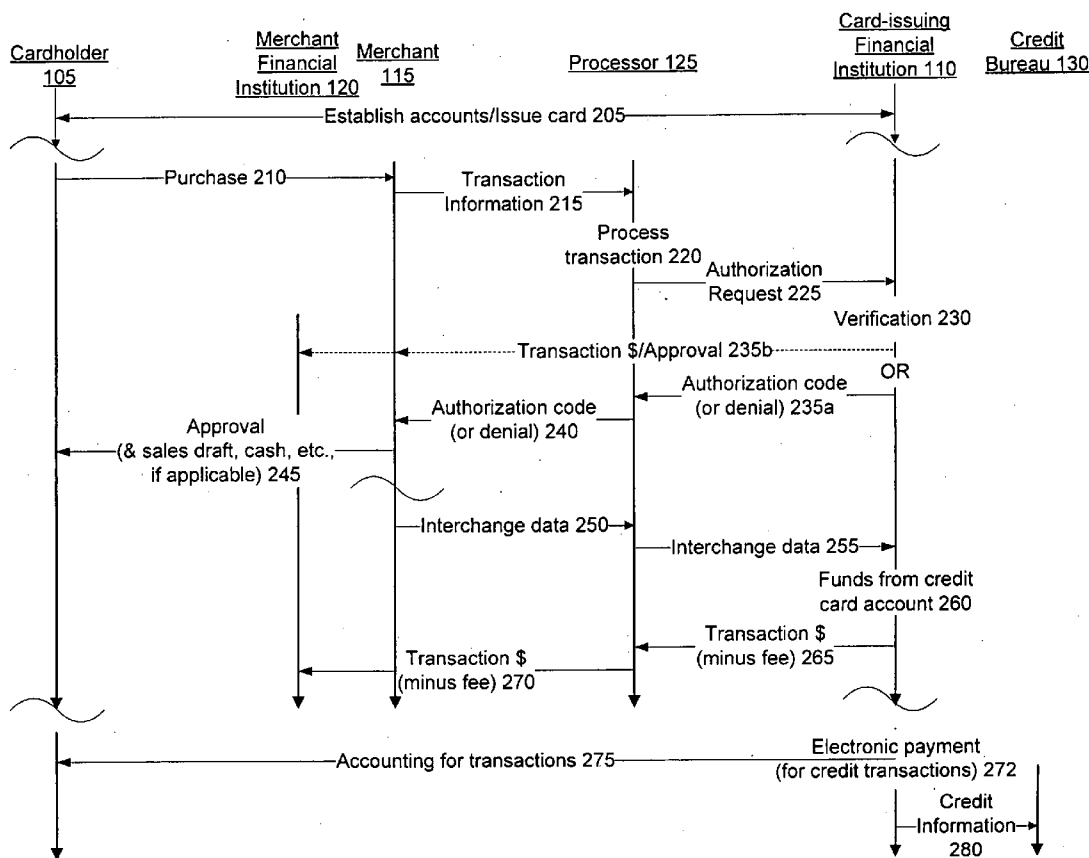 Cardholder
105
Merchant
Financial
Institution 120
Merchant
115
Processor 125
Card-issuing
Financial
Institution 110
Credit
Bureau 130
Establish accounts/Issue card 205
Purchase 210
Transaction
Information 215
Process
transaction 220
Authorization
Request 225
Verification 230
Transaction $/Approval 235b
OR
Authorization code
(or denial) 235a
Authorization code
(or denial) 240
Approval
(& sales draft, cash, etc.,
if applicable) 245
Interchange data 250
Interchange data 255
Funds from credit
card account 260
Transaction $
(minus fee) 265
Transaction $
(minus fee) 270
Accounting for transactions 275
Electronic payment
(for credit transactions) 272
Credit
Information
280